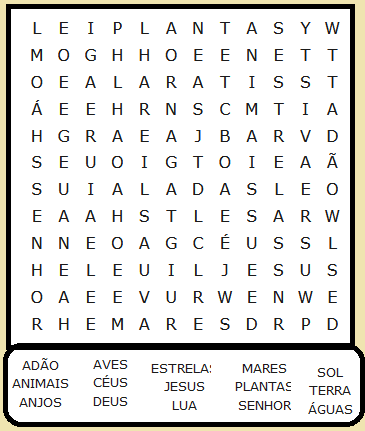 L E I P L A N T A S Y W
M O G H H O E E N E T T
O E A L A R A T I S S T
Á E E H R N S C M T I A
H G R A E A J B A R V D
S E U O I G T O I E A Ã
S U I A L A D A S L E O
E A A H S T L E S A R W
N N E O A G C É U S S L
H E L E U I L J E S U S
O A E E V U R W E N W E
R H E M A R E S D R P D
ADÃO AVES ESTRELAS MARES SOL
ANIMAIS CÉUS JESUS PLANTAS TERRA
ANJOS DEUS LUA SENHOR ÁGUAS